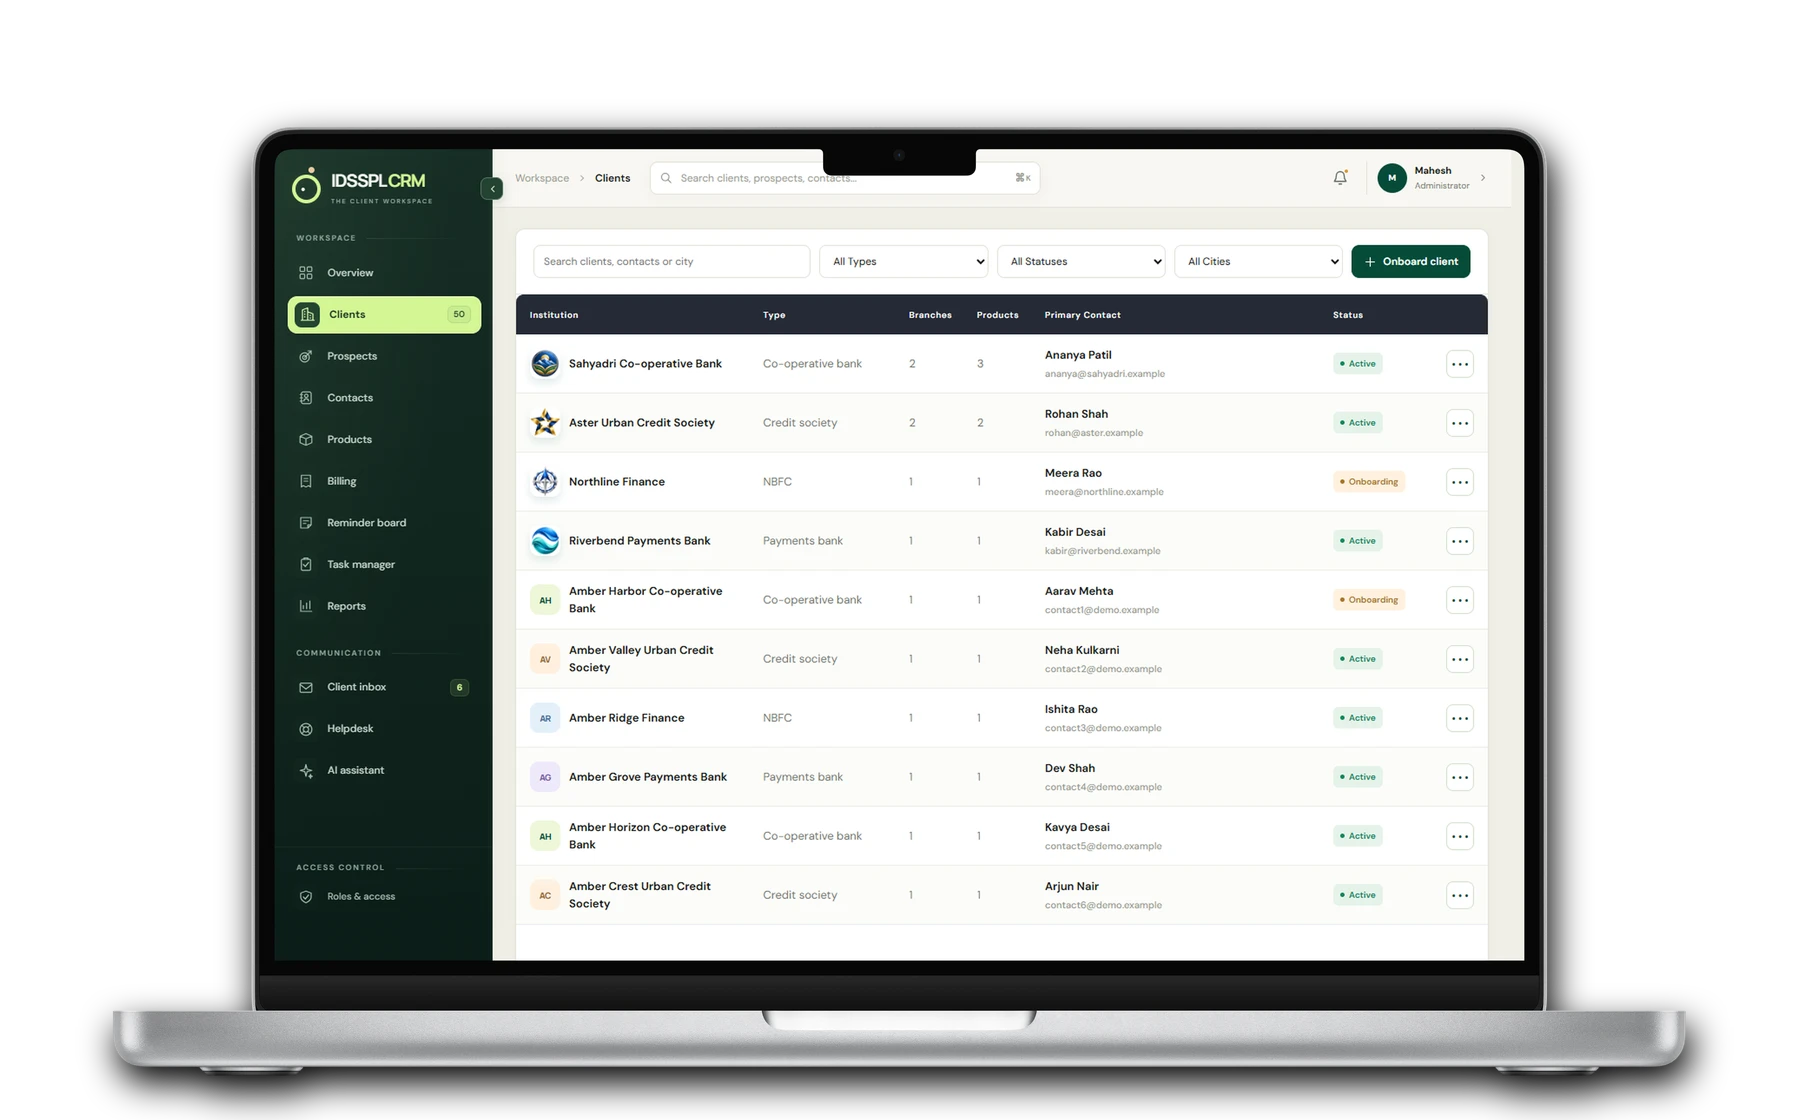 IDSSPLCRM
THE CLIENT WORKSPACE
WORKSPACE
Overview
Clients 50
Prospects
Contacts
Products
Billing
Reminder board
Task manager
Reports
COMMUNICATION
Client inbox 6
Helpdesk
AI assistant
ACCESS CONTROL
Roles & access
Workspace > Clients
Search clients, prospects, contacts... ⌘K
M
Mahesh
Administrator
Search clients, contacts or city
All Types
All Statuses
All Cities
+ Onboard client
Institution Type Branches Products Primary Contact Status
Sahyadri Co-operative Bank Co-operative bank 2 3 Ananya Patil Active
ananya@sahyadri.example
Aster Urban Credit Society Credit society 2 2 Rohan Shah Active
rohan@aster.example
Northline Finance NBFC 1 1 Meera Rao Onboarding
meera@northline.example
Riverbend Payments Bank Payments bank 1 1 Kabir Desai Active
kabir@riverbend.example
AH Amber Harbor Co-operative Co-operative bank 1 1 Aarav Mehta Onboarding
Bank contact1@demo.example
AV Amber Valley Urban Credit Credit society 1 1 Neha Kulkarni Active
Society contact2@demo.example
AR Amber Ridge Finance NBFC 1 1 Ishita Rao Active
contact3@demo.example
AG Amber Grove Payments Bank Payments bank 1 1 Dev Shah Active
contact4@demo.example
AH Amber Horizon Co-operative Co-operative bank 1 1 Kavya Desai Active
Bank contact5@demo.example
AC Amber Crest Urban Credit Credit society 1 1 Arjun Nair Active
Society contact6@demo.example